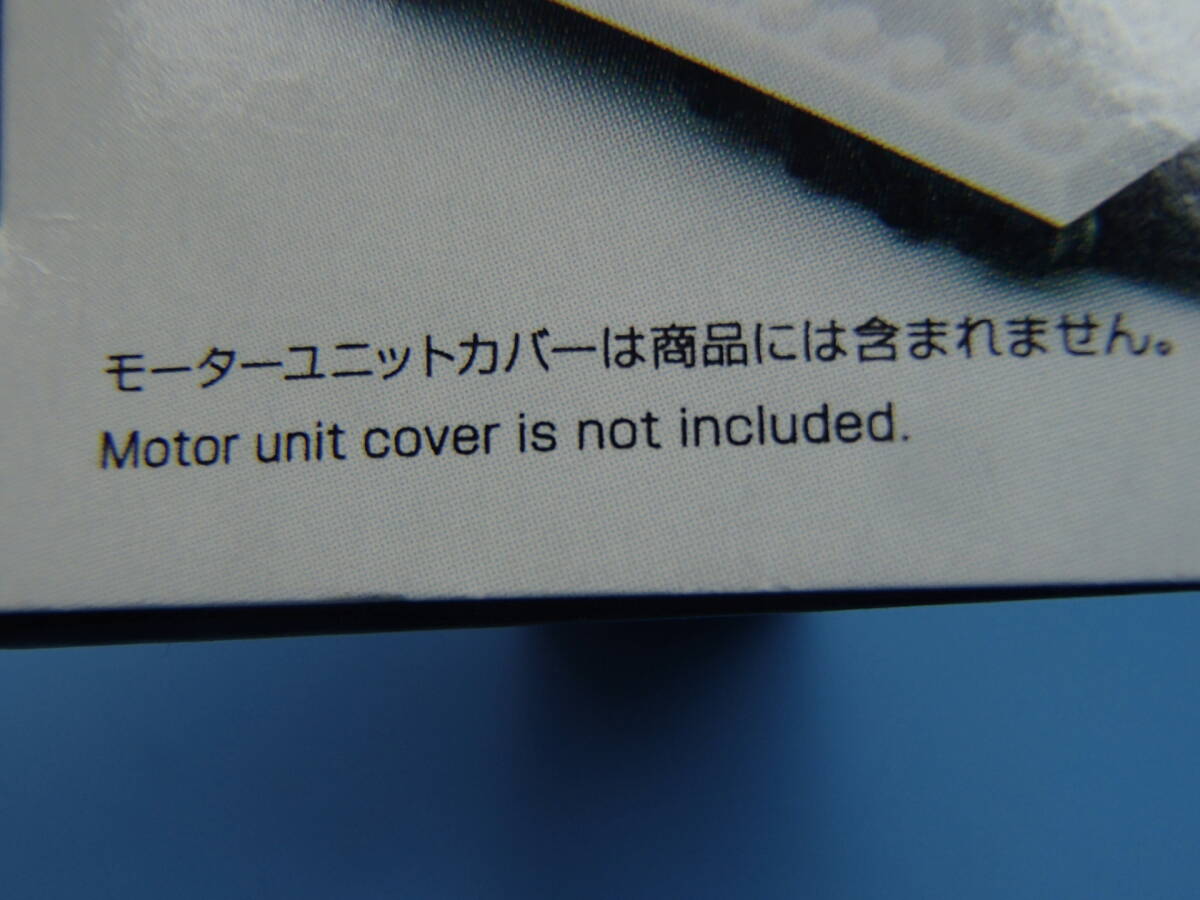 モーターユニットカバーは商品には含まれません。
Motor unit cover is not included.